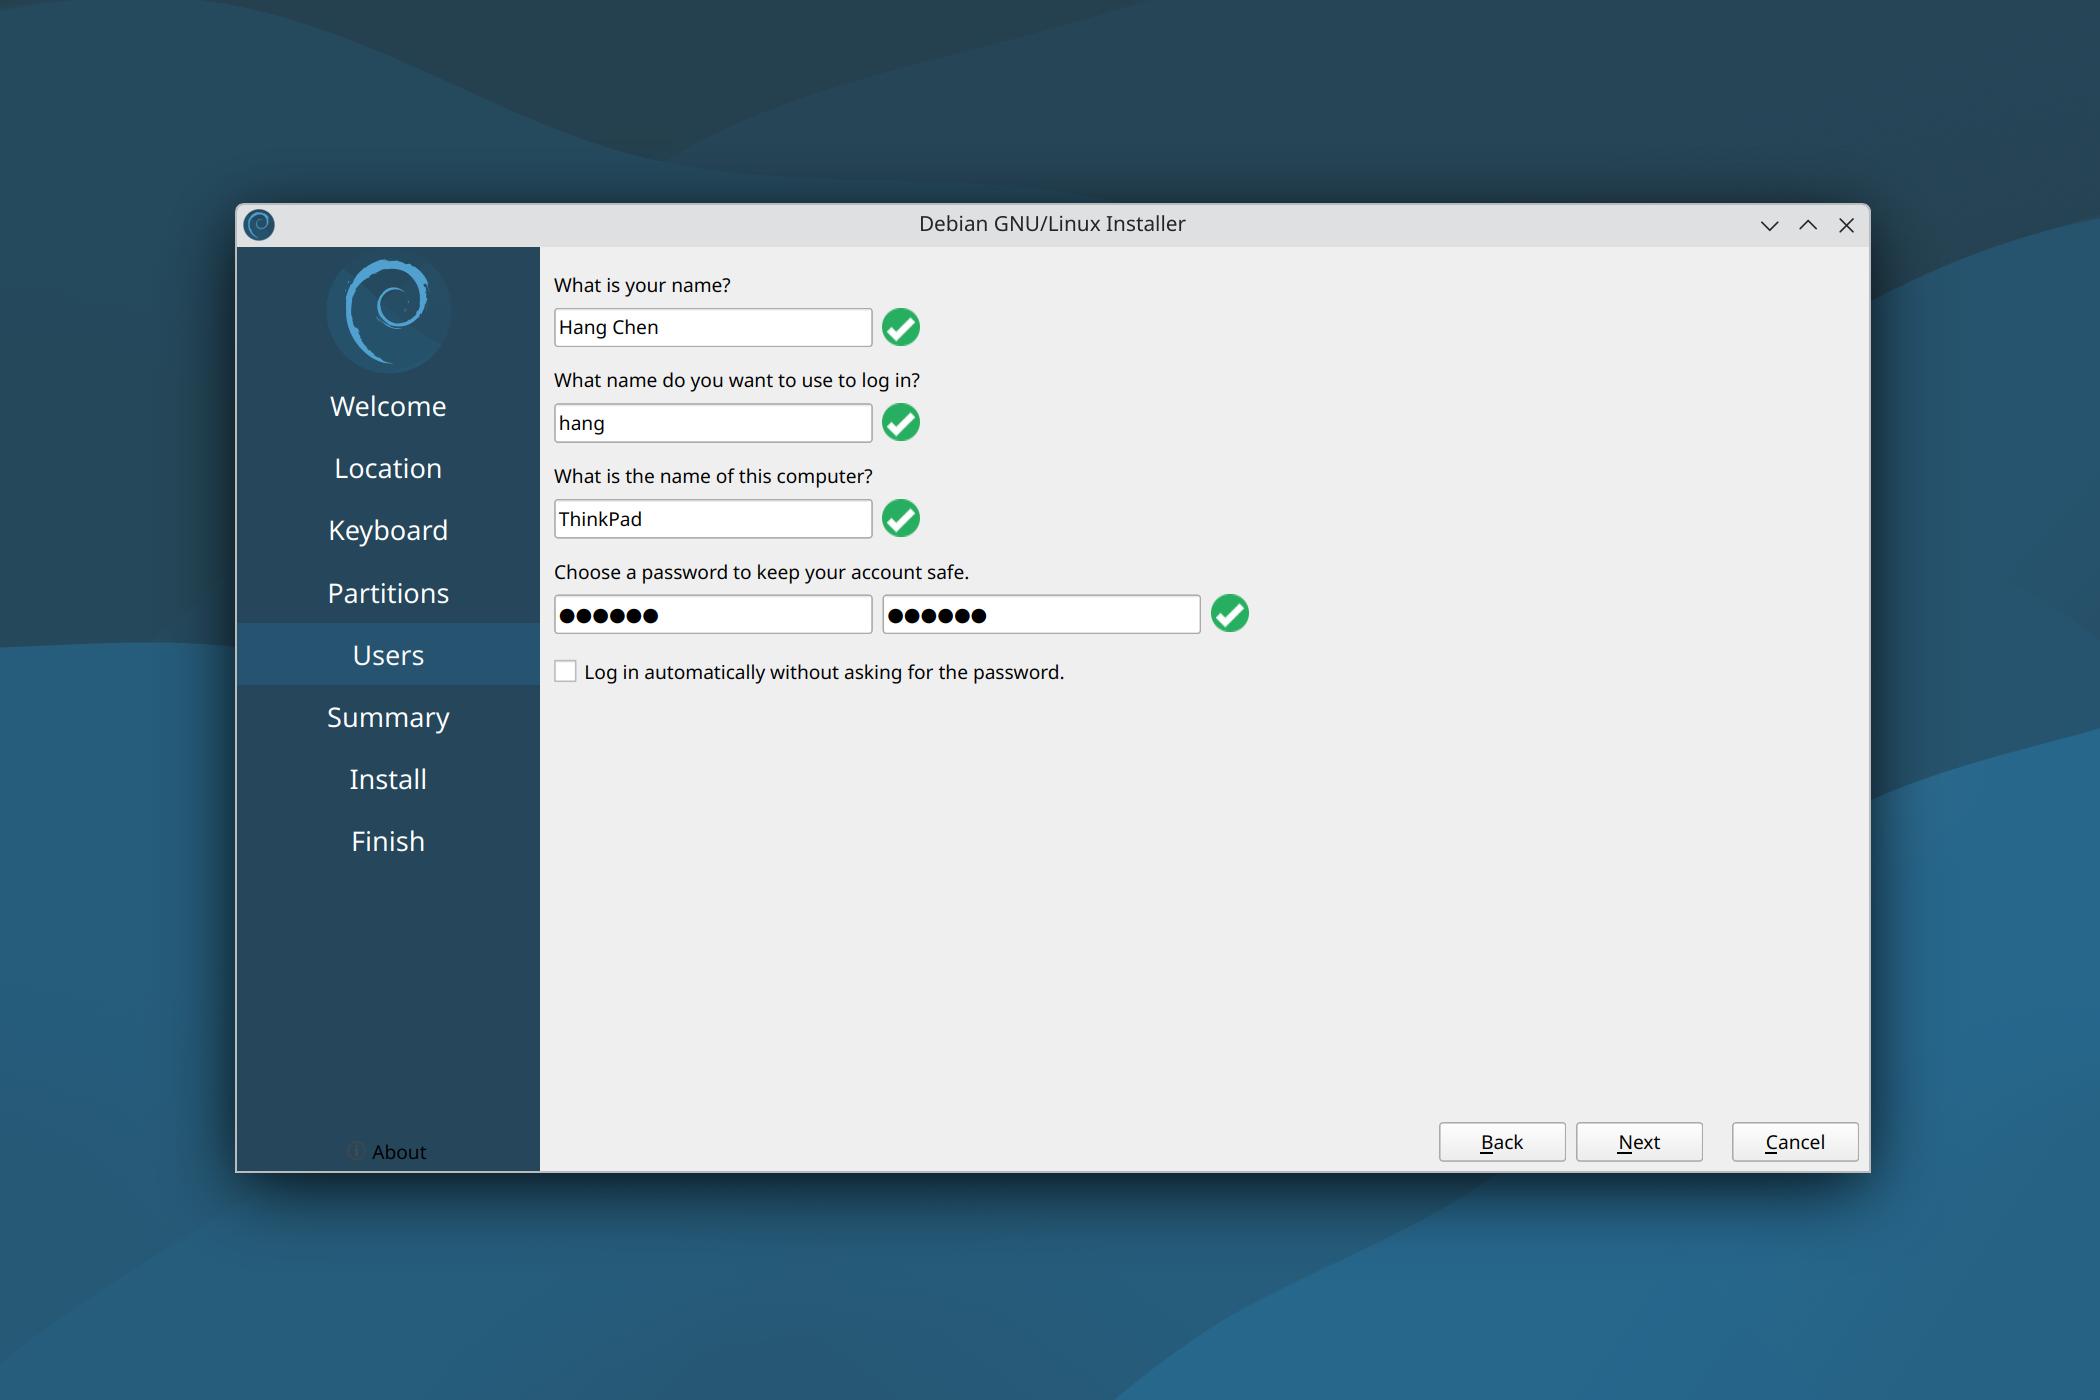 Debian GNU/Linux Installer
Welcome
Location
Keyboard
Partitions
Users
Summary
Install
Finish
About
What is your name?
Hang Chen
What name do you want to use to log in?
hang
What is the name of this computer?
ThinkPad
Choose a password to keep your account safe.
●●●●●● ●●●●●●
Log in automatically without asking for the password.
Back Next Cancel